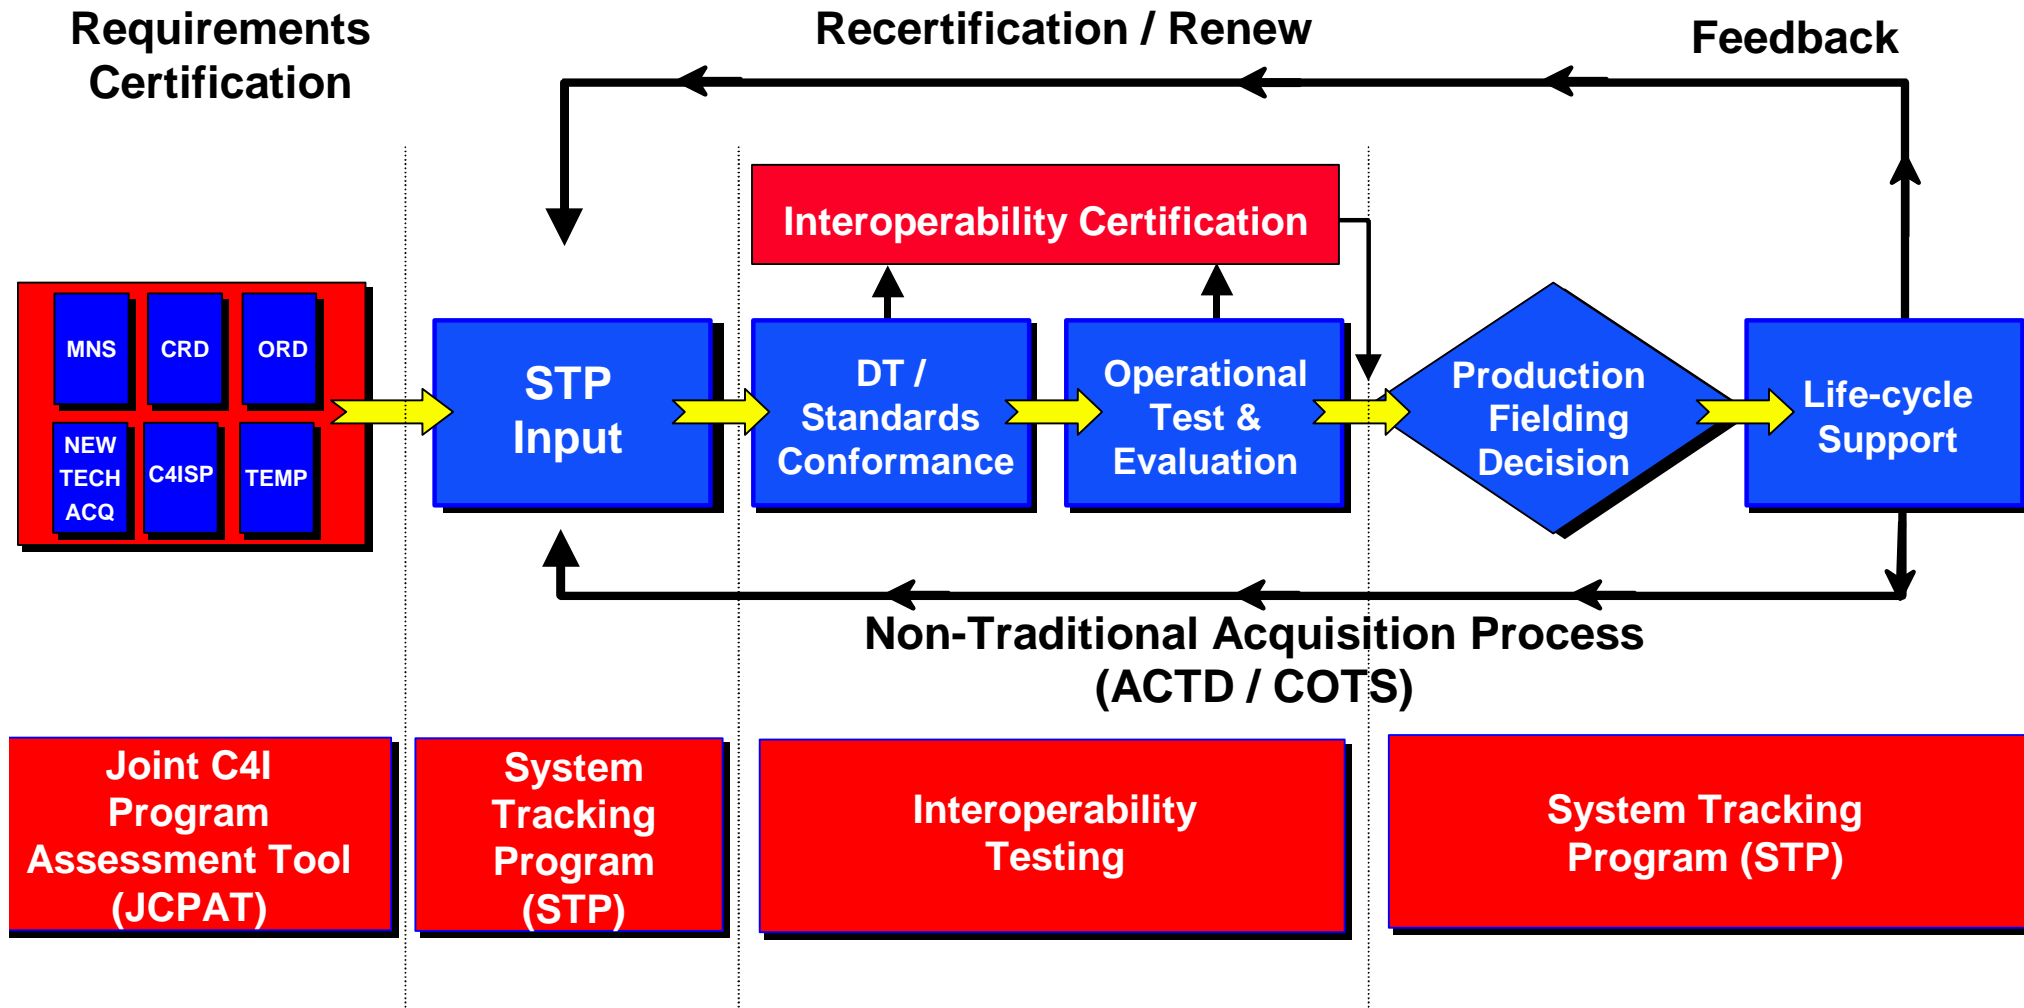 Requirements
Certification
Recertification / Renew
Feedback
Interoperability Certification
MNS
CRD
ORD
NEW
TECH
ACQ
C4ISP
TEMP
STP
Input
DT /
Standards
Conformance
Operational
Test &
Evaluation
Production
Fielding
Decision
Life-cycle
Support
Non-Traditional Acquisition Process
(ACTD / COTS)
Joint C4I
Program
Assessment Tool
(JCPAT)
System
Tracking
Program
(STP)
Interoperability
Testing
System Tracking
Program (STP)